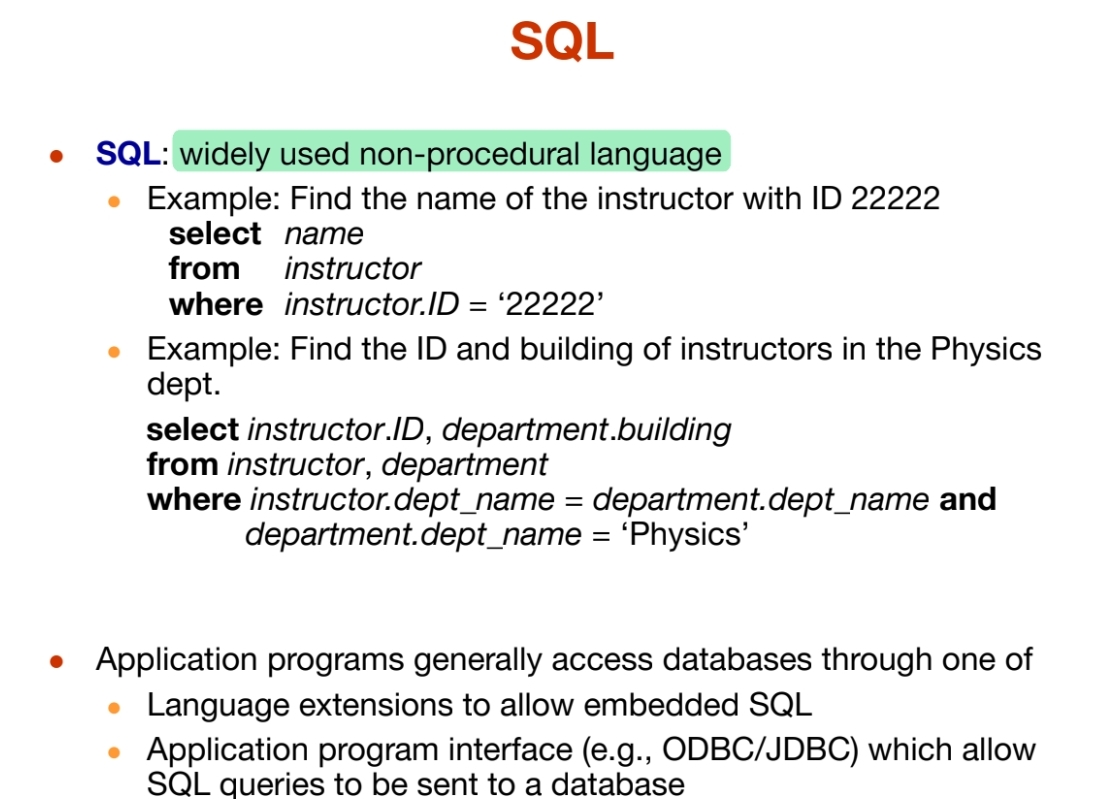 SQL
• SQL: widely used non-procedural language
• Example: Find the name of the instructor with ID 22222
select name
from instructor
where instructor.ID = ‘22222’
• Example: Find the ID and building of instructors in the Physics
dept.
select instructor.ID, department.building
from instructor, department
where instructor.dept_name = department.dept_name and
department.dept_name = ‘Physics’
• Application programs generally access databases through one of
• Language extensions to allow embedded SQL
• Application program interface (e.g., ODBC/JDBC) which allow
SQL queries to be sent to a database